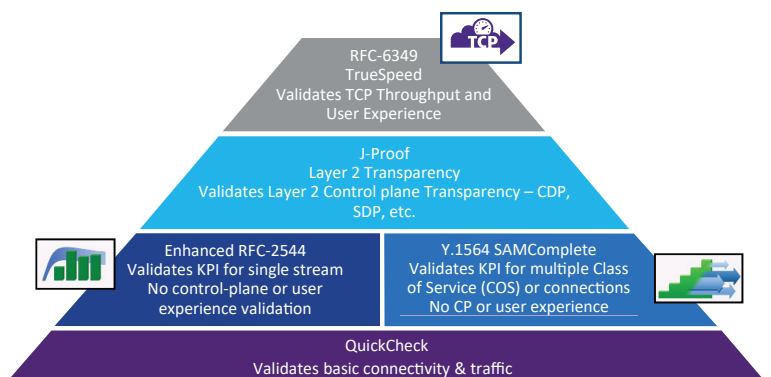 TCP
RFC-6349
TrueSpeed
Validates TCP Throughput and
User Experience
J-Proof
Layer 2 Transparency
Validates Layer 2 Control plane Transparency – CDP,
SDP, etc.
Enhanced RFC-2544
Validates KPI for single stream
No control-plane or user
experience validation
Y.1564 SAMComplete
Validates KPI for multiple Class
of Service (COS) or connections
No CP or user experience
QuickCheck
Validates basic connectivity & traffic